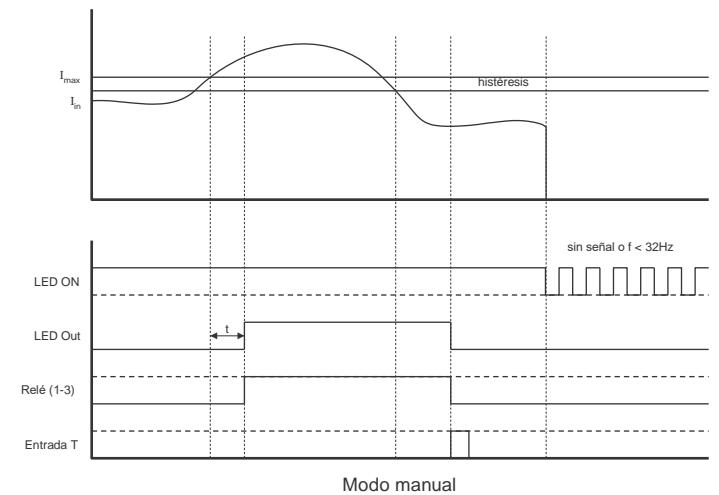 Imax
histéresis
Iin
sin señal o f < 32Hz
LED ON
LED Out
t
Relé (1-3)
Entrada T
Modo manual